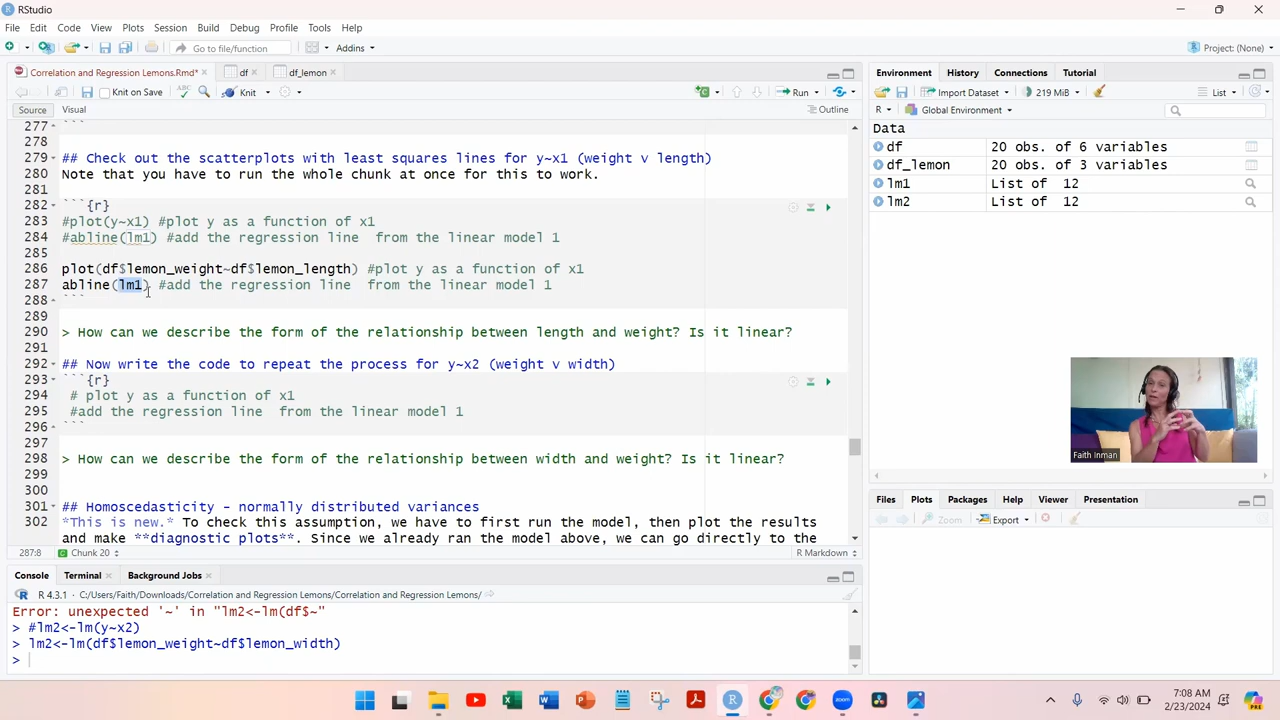 RStudio
File Edit Code View Plots Session Build Debug Profile Tools Help
Go to file/function Addins Project: (None)
Correlation and Regression Lemons.Rmd* df df_lemon
Knit on Save Knit Run
Source Visual Outline
277 ```
278
279 ## Check out the scatterplots with least squares lines for y~x1 (weight v length)
280 Note that you have to run the whole chunk at once for this to work.
281
282 ```{r}
283 #plot(y~x1) #plot y as a function of x1
284 #abline(lm1) #add the regression line  from the linear model 1
285
286 plot(df$lemon_weight~df$lemon_length) #plot y as a function of x1
287 abline(lm1) #add the regression line  from the linear model 1
288 ```
289
290 > How can we describe the form of the relationship between length and weight? Is it linear?
291
292 ## Now write the code to repeat the process for y~x2 (weight v width)
293 ```{r}
294  # plot y as a function of x1
295  #add the regression line  from the linear model 1
296 ```
297
298 > How can we describe the form of the relationship between width and weight? Is it linear?
299
300
301 ## Homoscedasticity - normally distributed variances
302 *This is new.* To check this assumption, we have to first run the model, then plot the results
and make **diagnostic plots**. Since we already ran the model above, we can go directly to the
287:8 Chunk 20 R Markdown
Console Terminal Background Jobs
R 4.3.1 · C:/Users/Faith/Downloads/Correlation and Regression Lemons/Correlation and Regression Lemons/
Error: unexpected '~' in "lm2<-lm(df$~"
> #lm2<-lm(y~x2)
> lm2<-lm(df$lemon_weight~df$lemon_width)
>
Environment History Connections Tutorial
Import Dataset 219 MiB List
R Global Environment
Data
df 20 obs. of 6 variables
df_lemon 20 obs. of 3 variables
lm1 List of  12
lm2 List of  12
Faith Inman
Files Plots Packages Help Viewer Presentation
Zoom Export
zoom
7:08 AM
2/23/2024
PRE